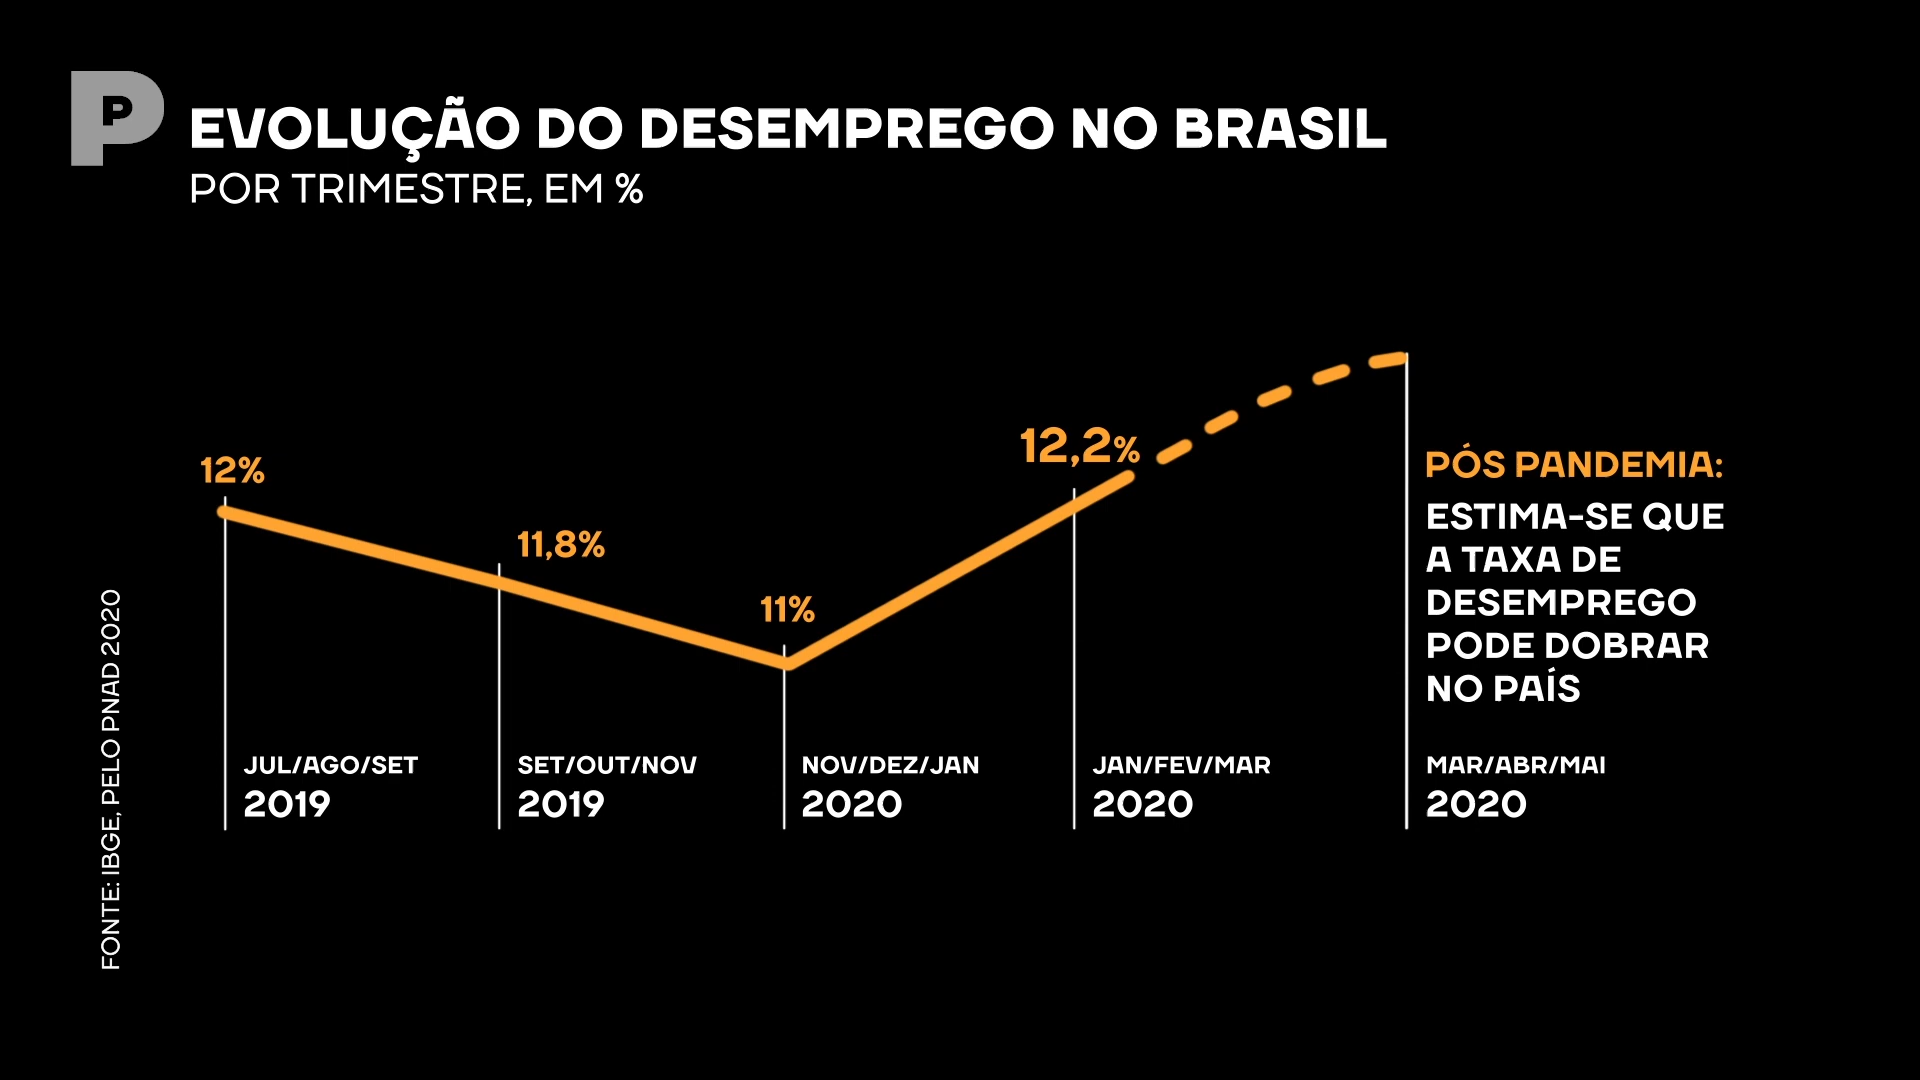 P
EVOLUÇÃO DO DESEMPREGO NO BRASIL
POR TRIMESTRE, EM %
12%
11,8%
11%
12,2%
PÓS PANDEMIA:
ESTIMA-SE QUE
A TAXA DE
DESEMPREGO
PODE DOBRAR
NO PAÍS
JUL/AGO/SET
2019
SET/OUT/NOV
2019
NOV/DEZ/JAN
2020
JAN/FEV/MAR
2020
MAR/ABR/MAI
2020
FONTE: IBGE, PELO PNAD 2020